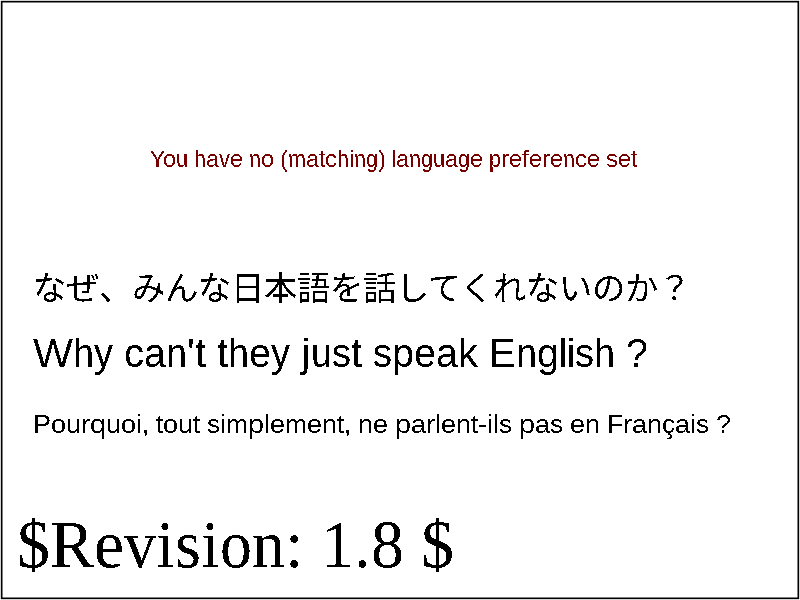 You have no (matching) language preference set
なぜ、みんな日本語を話してくれないのか？
Why can't they just speak English ?
Pourquoi, tout simplement, ne parlent-ils pas en Français ?
$Revision: 1.8 $